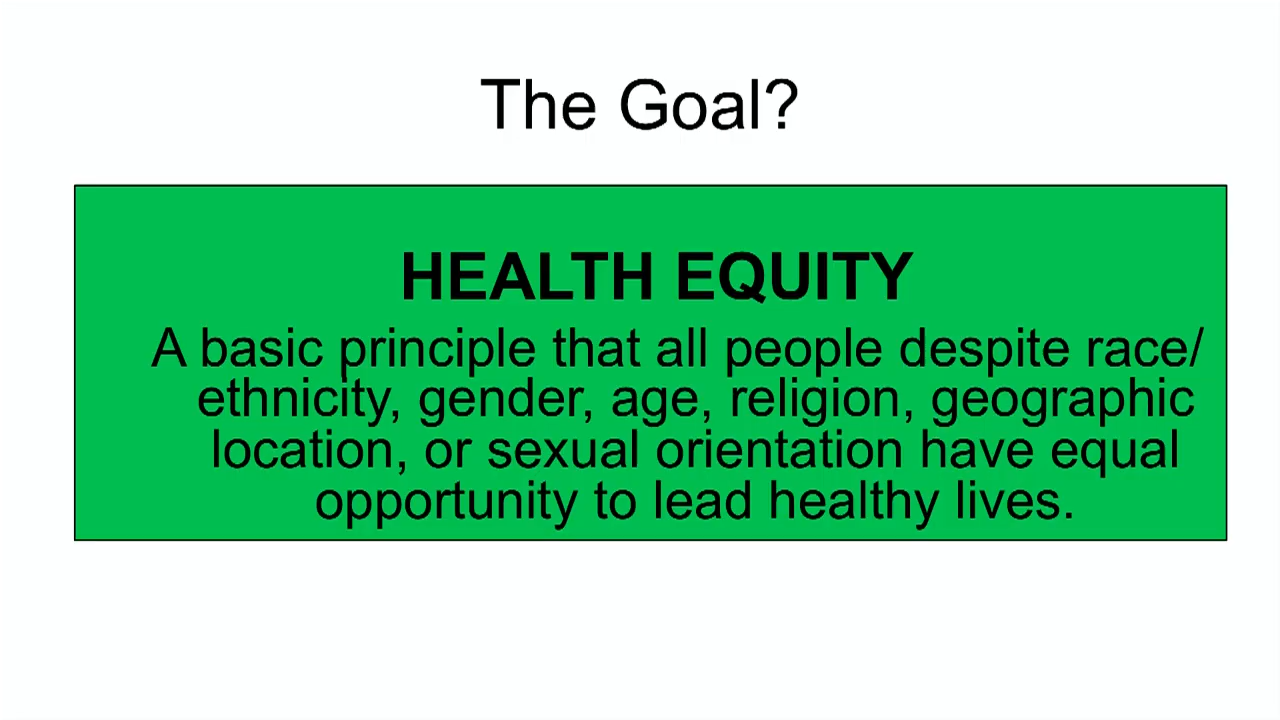 The Goal?
HEALTH EQUITY
A basic principle that all people despite race/
ethnicity, gender, age, religion, geographic
location, or sexual orientation have equal
opportunity to lead healthy lives.